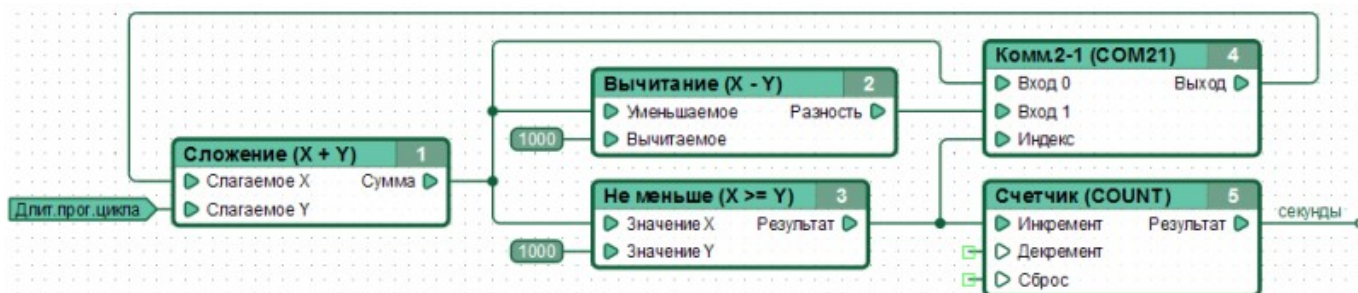 Комм.2-1 (COM21) 4
Вход 0 Выход
Вход 1
Индекс
Вычитание (X - Y) 2
Уменьшаемое Разность
1000 Вычитаемое
Сложение (X + Y) 1
Слагаемое X Сумма
Длит.прог.цикла Слагаемое Y
Не меньше (X >= Y) 3
Значение X Результат
1000 Значение Y
Счетчик (COUNT) 5
Инкремент Результат секунды
Декремент
Сброс